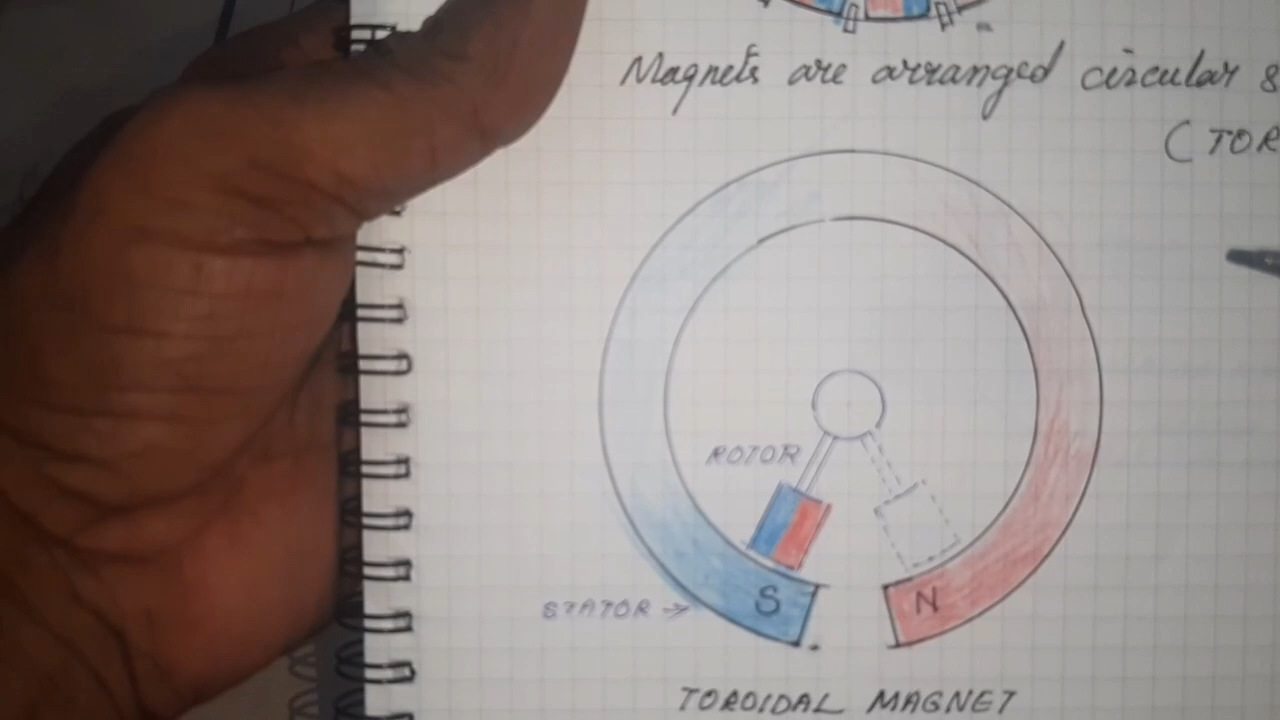 Magnets are arranged circular &
(TOR
ROTOR
S
N
STATOR →
TOROIDAL MAGNET